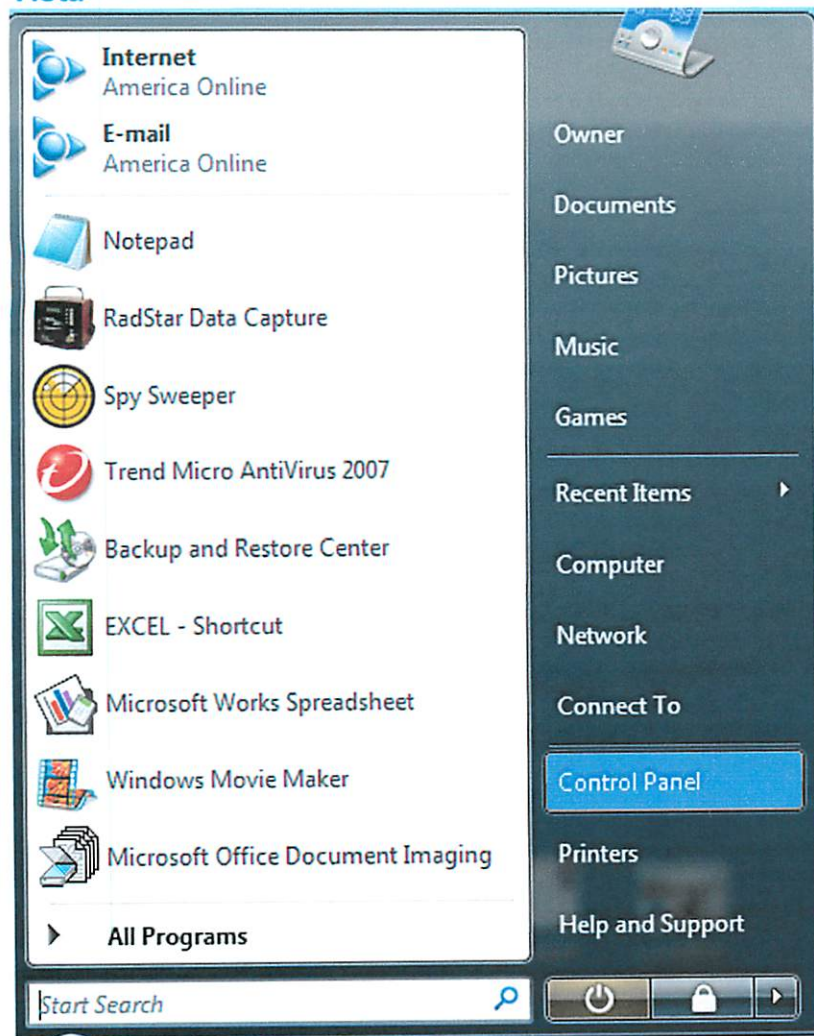 Internet
America Online
E-mail
America Online
Notepad
RadStar Data Capture
Spy Sweeper
Trend Micro AntiVirus 2007
Backup and Restore Center
EXCEL - Shortcut
Microsoft Works Spreadsheet
Windows Movie Maker
Microsoft Office Document Imaging
All Programs
Start Search
Owner
Documents
Pictures
Music
Games
Recent Items
Computer
Network
Connect To
Control Panel
Printers
Help and Support